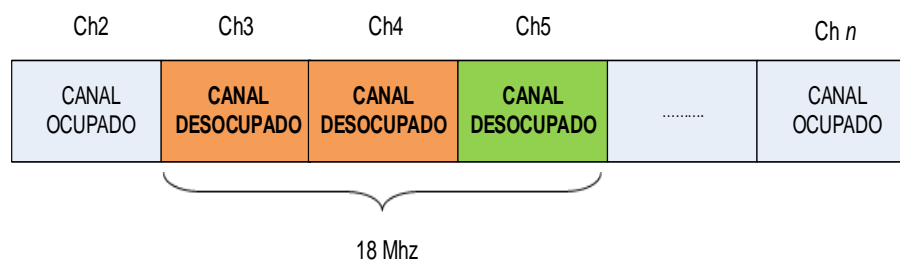 Ch2 Ch3 Ch4 Ch5 Ch n
CANAL OCUPADO
CANAL DESOCUPADO
CANAL DESOCUPADO
CANAL DESOCUPADO
..........
CANAL OCUPADO
18 Mhz